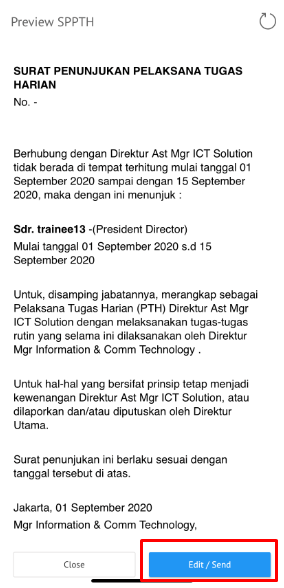 Preview SPPTH
SURAT PENUNJUKAN PELAKSANA TUGAS
HARIAN
No. -
Berhubung dengan Direktur Ast Mgr ICT Solution
tidak berada di tempat terhitung mulai tanggal 01
September 2020 sampai dengan 15 September
2020, maka dengan ini menunjuk :
Sdr. trainee13 -(President Director)
Mulai tanggal 01 September 2020 s.d 15
September 2020
Untuk, disamping jabatannya, merangkap sebagai
Pelaksana Tugas Harian (PTH) Direktur Ast Mgr
ICT Solution dengan melaksanakan tugas-tugas
rutin yang selama ini dilaksanakan oleh Direktur
Mgr Information & Comm Technology .
Untuk hal-hal yang bersifat prinsip tetap menjadi
kewenangan Direktur Ast Mgr ICT Solution, atau
dilaporkan dan/atau diputuskan oleh Direktur
Utama.
Surat penunjukan ini berlaku sesuai dengan
tanggal tersebut di atas.
Jakarta, 01 September 2020
Mgr Information & Comm Technology,
Close
Edit / Send